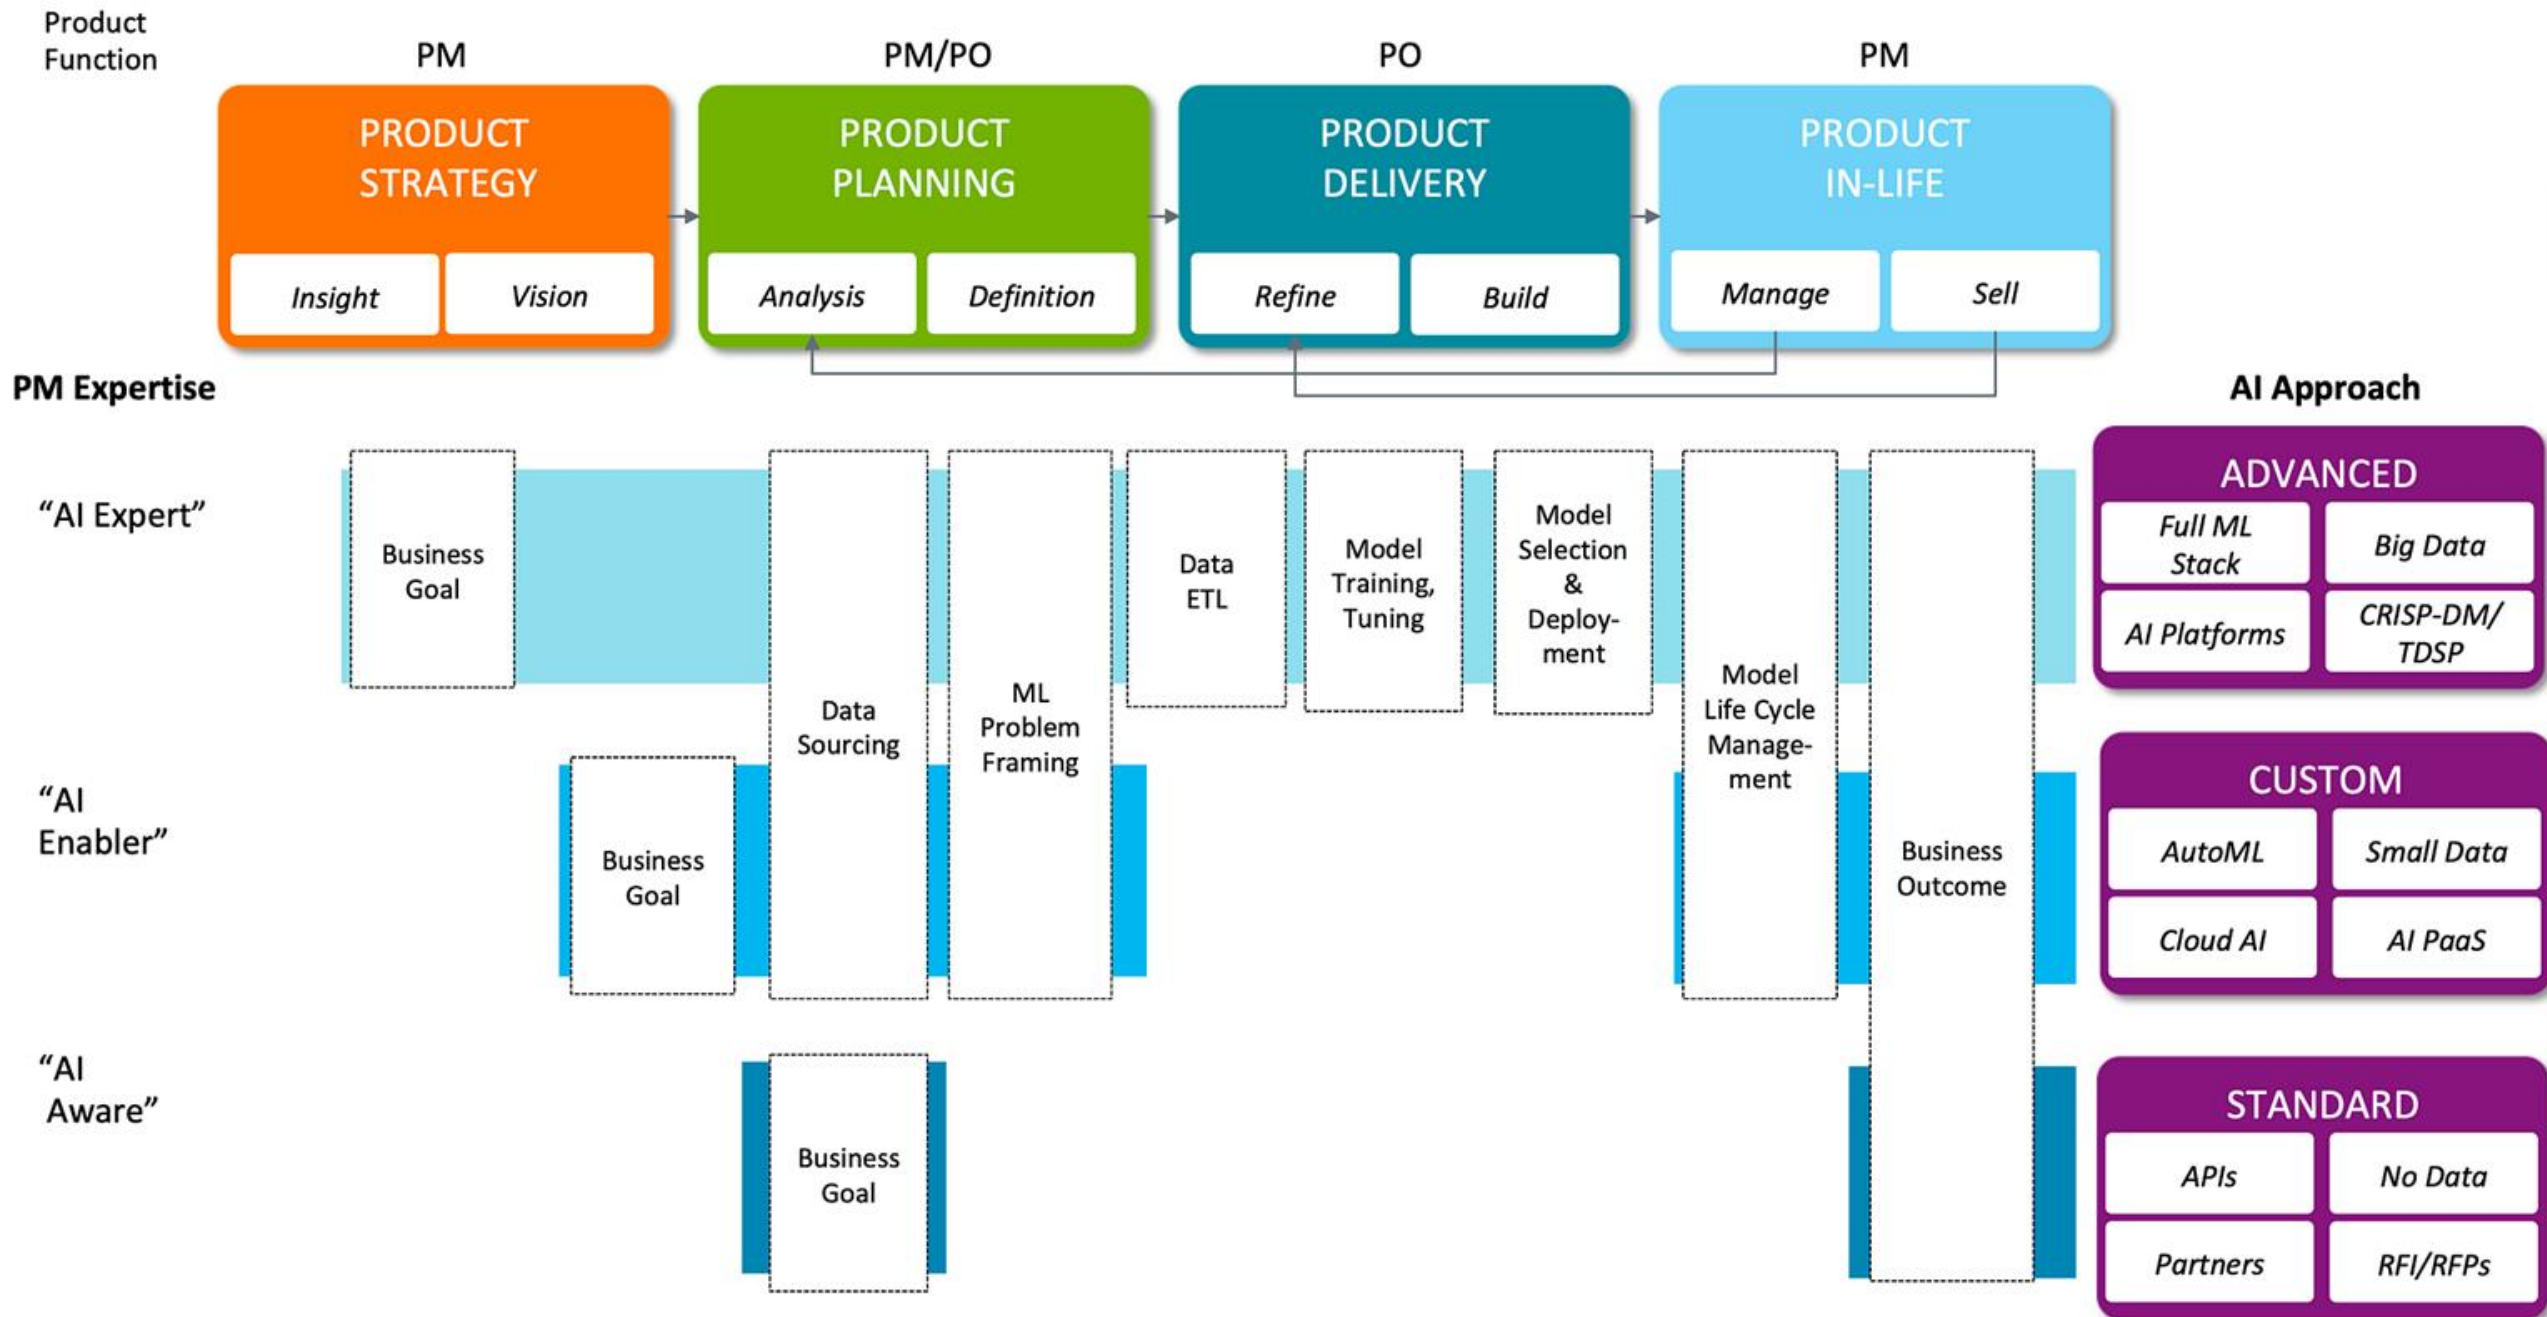 Product
Function
PM
PM/PO
PO
PM
PRODUCT
STRATEGY
Insight
Vision
PRODUCT
PLANNING
Analysis
Definition
PRODUCT
DELIVERY
Refine
Build
PRODUCT
IN-LIFE
Manage
Sell
PM Expertise
AI Approach
“AI Expert”
Business
Goal
Data
Sourcing
ML
Problem
Framing
Data
ETL
Model
Training,
Tuning
Model
Selection
&
Deploy-
ment
Model
Life Cycle
Manage-
ment
Business
Outcome
ADVANCED
Full ML
Stack
Big Data
AI Platforms
CRISP-DM/
TDSP
“AI
Enabler”
Business
Goal
CUSTOM
AutoML
Small Data
Cloud AI
AI PaaS
“AI
Aware”
Business
Goal
STANDARD
APIs
No Data
Partners
RFI/RFPs